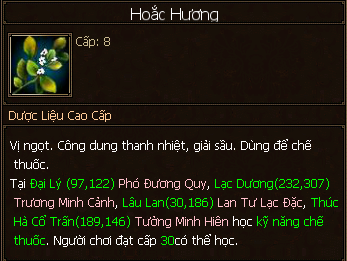 Hoắc Hương
Cấp: 8
Dược Liệu Cao Cấp
Vị ngọt. Công dung thanh nhiệt, giải sầu. Dùng để chế
thuốc.
Tại Đại Lý (97,122) Phó Đương Quy, Lạc Dương(232,307)
Trương Minh Cảnh, Lâu Lan(30,186) Lan Tư Lạc Đặc, Thúc
Hà Cổ Trấn(189,146) Tưởng Minh Hiên học kỹ năng chế
thuốc. Người chơi đạt cấp 30có thể học.